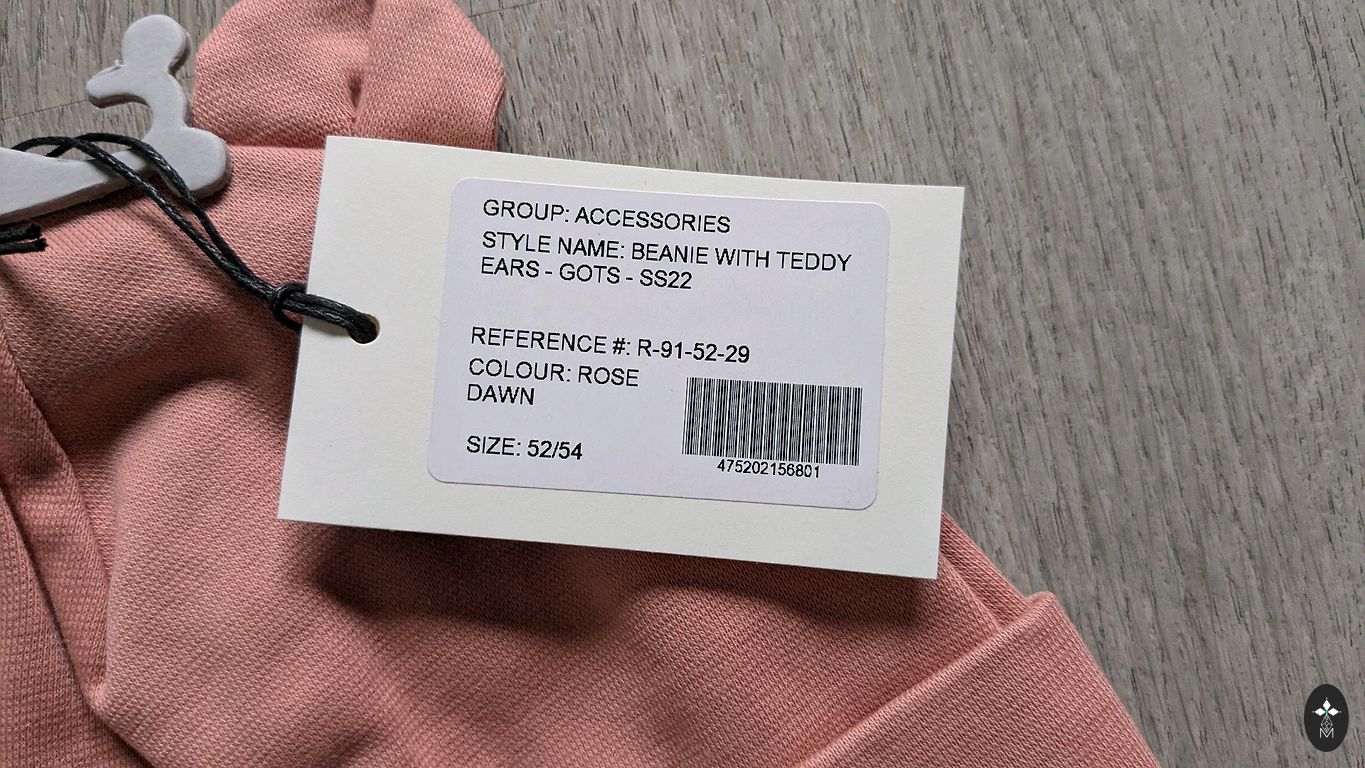 GROUP: ACCESSORIES
STYLE NAME: BEANIE WITH TEDDY
EARS - GOTS - SS22
REFERENCE #: R-91-52-29
COLOUR: ROSE
DAWN
SIZE: 52/54
475202156801
M